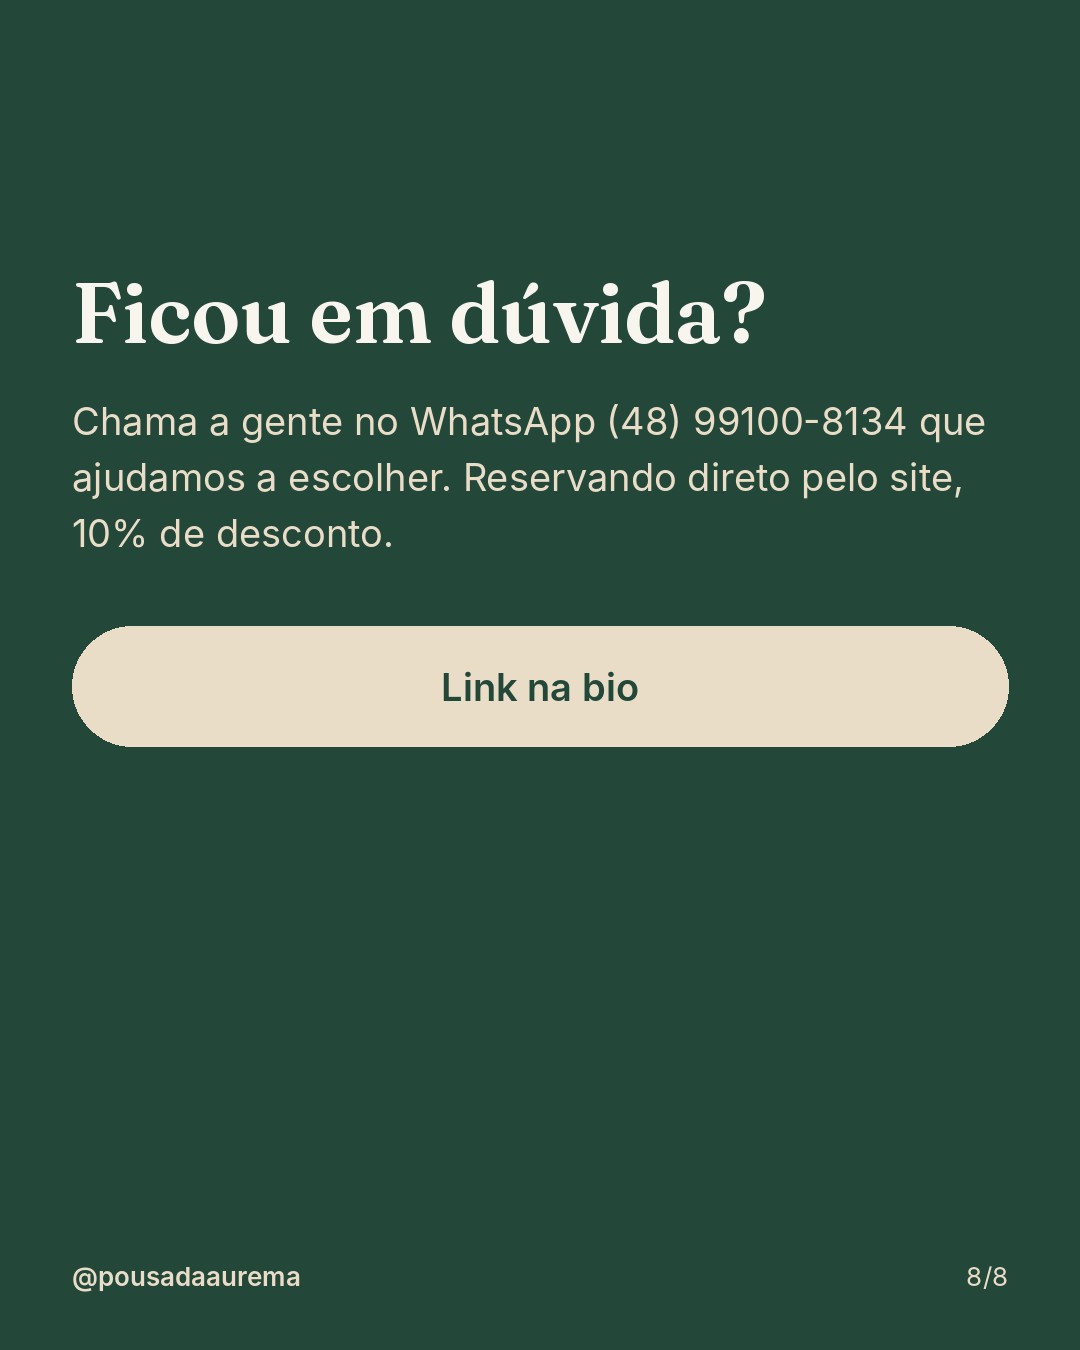 Ficou em dúvida?
Chama a gente no WhatsApp (48) 99100-8134 que
ajudamos a escolher. Reservando direto pelo site,
10% de desconto.
Link na bio
@pousadaaurema
8/8